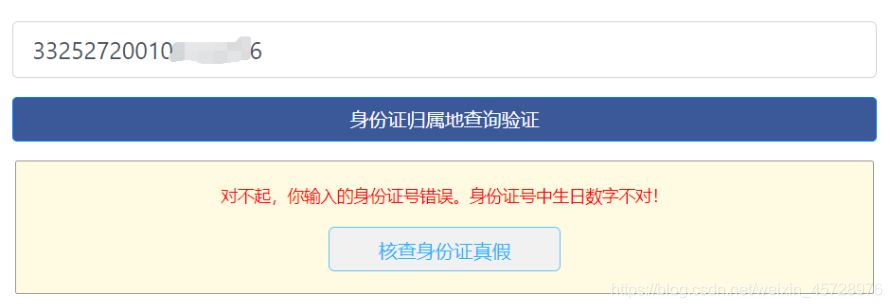 33252720010 6
身份证归属地查询验证
对不起，你输入的身份证号错误。身份证号中生日数字不对！
核查身份证真假
https://blog.csdn.net/weixin_45728976